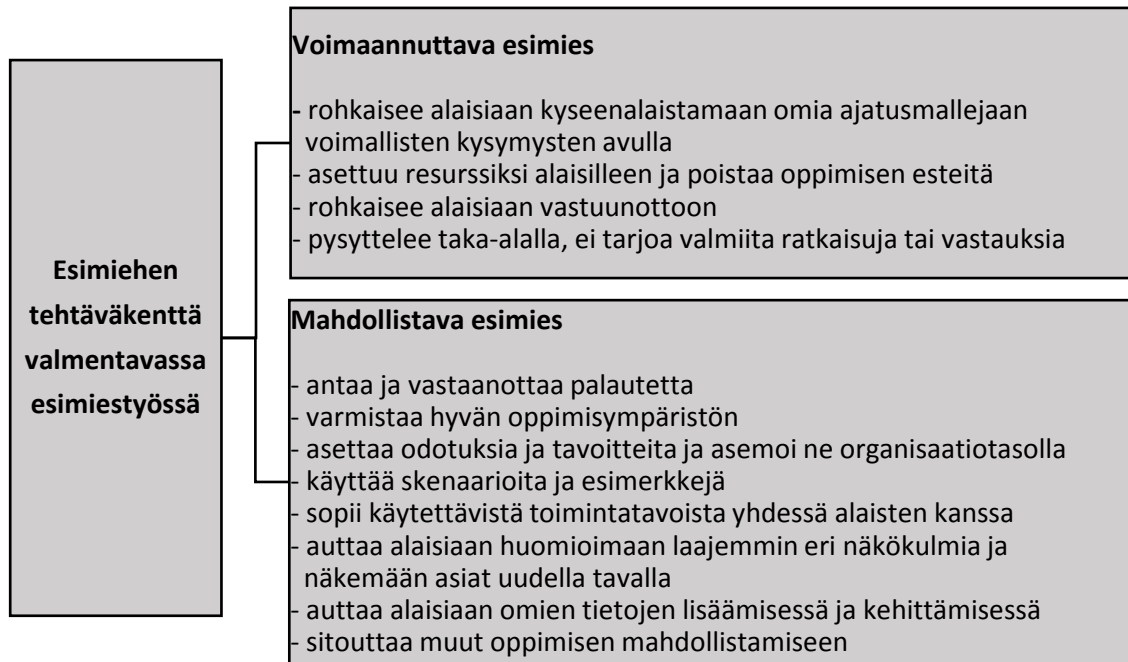 Esimiehen
tehtäväkenttä
valmentavassa
esimiestyössä
Voimaannuttava esimies
- rohkaisee alaisiaan kyseenalaistamaan omia ajatusmallejaan
voimallisten kysymysten avulla
- asettuu resurssiksi alaisilleen ja poistaa oppimisen esteitä
- rohkaisee alaisiaan vastuunottoon
- pysyttelee taka-alalla, ei tarjoa valmiita ratkaisuja tai vastauksia
Mahdollistava esimies
- antaa ja vastaanottaa palautetta
- varmistaa hyvän oppimisympäristön
- asettaa odotuksia ja tavoitteita ja asemoi ne organisaatiotasolla
- käyttää skenaarioita ja esimerkkejä
- sopii käytettävistä toimintatavoista yhdessä alaisten kanssa
- auttaa alaisiaan huomioimaan laajemmin eri näkökulmia ja
näkemään asiat uudella tavalla
- auttaa alaisiaan omien tietojen lisäämisessä ja kehittämisessä
- sitouttaa muut oppimisen mahdollistamiseen